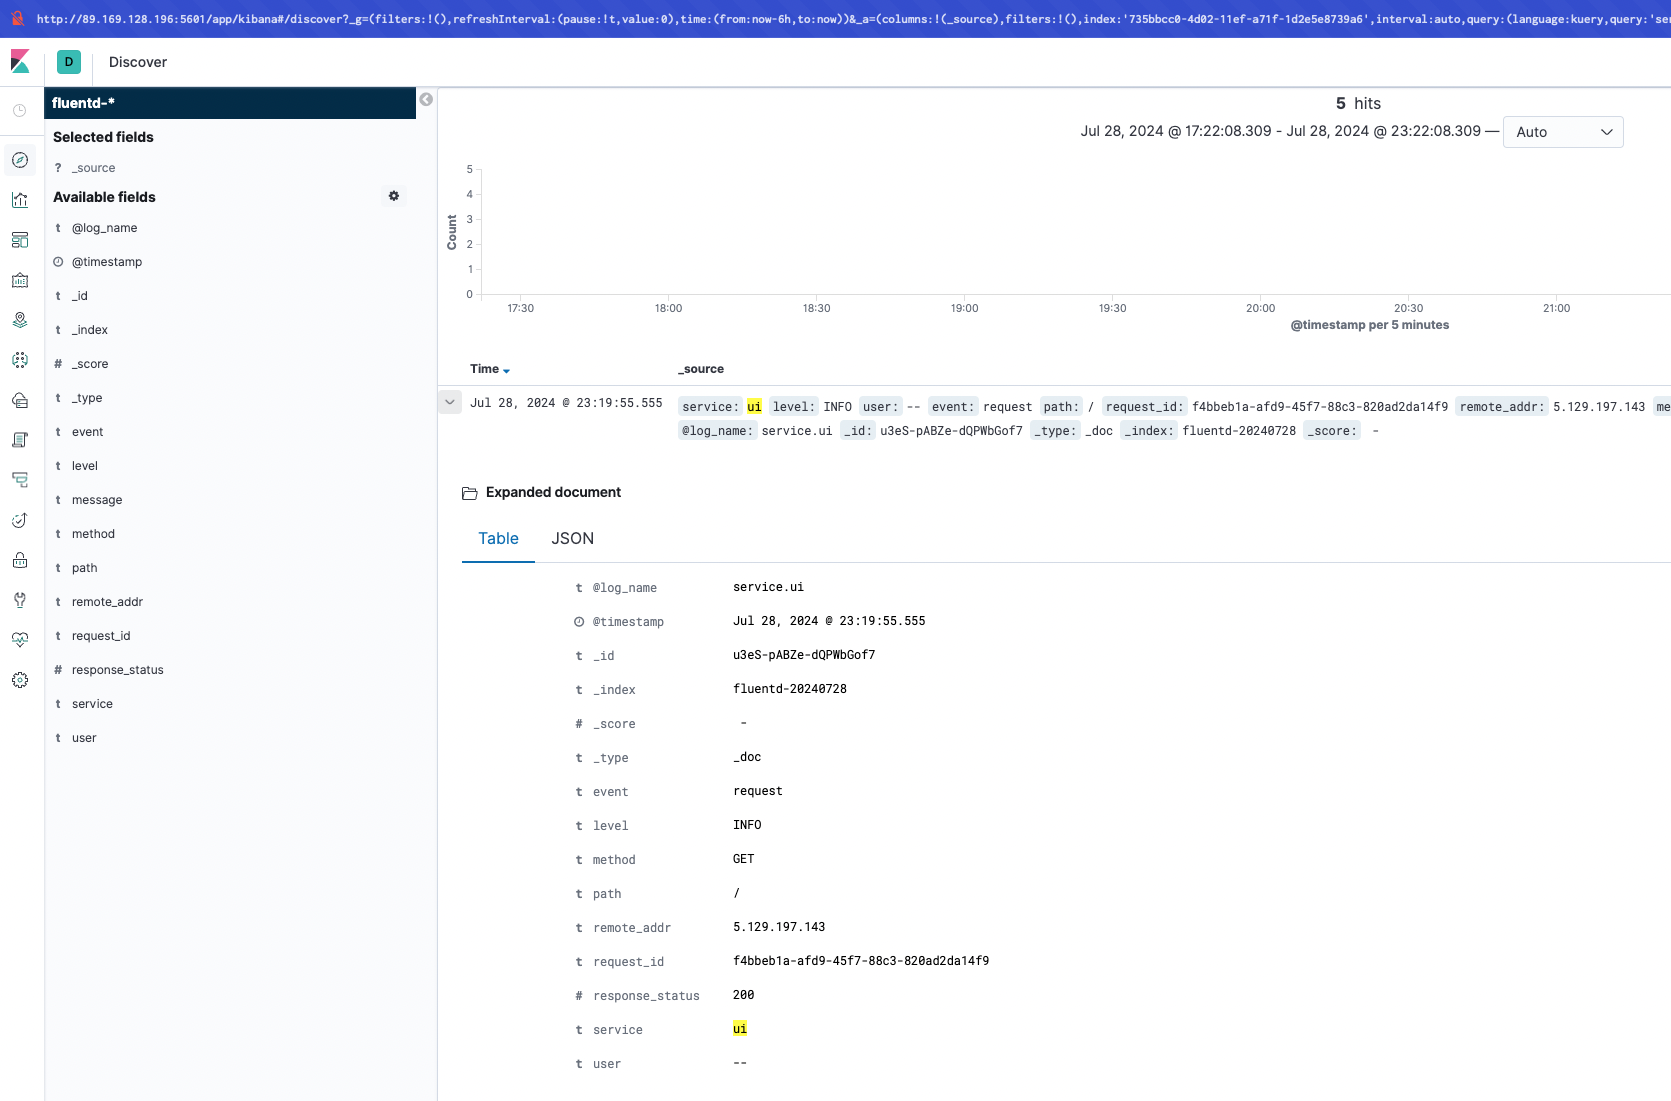 http://89.169.128.196:5601/app/kibana#/discover?_g=(filters:!(),refreshInterval:(pause:!t,value:0),time:(from:now-6h,to:now))&_a=(columns:!(_source),filters:!(),index:'735bbcc0-4d02-11ef-a71f-1d2e5e8739a6',interval:auto,query:(language:kuery,query:'ser
D Discover
fluentd-*
Selected fields
? _source
Available fields
t @log_name
@timestamp
t _id
t _index
# _score
t _type
t event
t level
t message
t method
t path
t remote_addr
t request_id
# response_status
t service
t user
5 hits
Jul 28, 2024 @ 17:22:08.309 - Jul 28, 2024 @ 23:22:08.309 — Auto
5
4
3
2
1
0
Count
17:30 18:00 18:30 19:00 19:30 20:00 20:30 21:00
@timestamp per 5 minutes
Time _source
Jul 28, 2024 @ 23:19:55.555 service: ui level: INFO user: -- event: request path: / request_id: f4bbeb1a-afd9-45f7-88c3-820ad2da14f9 remote_addr: 5.129.197.143 me
@log_name: service.ui _id: u3eS-pABZe-dQPWbGof7 _type: _doc _index: fluentd-20240728 _score: -
Expanded document
Table JSON
t @log_name service.ui
@timestamp Jul 28, 2024 @ 23:19:55.555
t _id u3eS-pABZe-dQPWbGof7
t _index fluentd-20240728
# _score -
t _type _doc
t event request
t level INFO
t method GET
t path /
t remote_addr 5.129.197.143
t request_id f4bbeb1a-afd9-45f7-88c3-820ad2da14f9
# response_status 200
t service ui
t user --